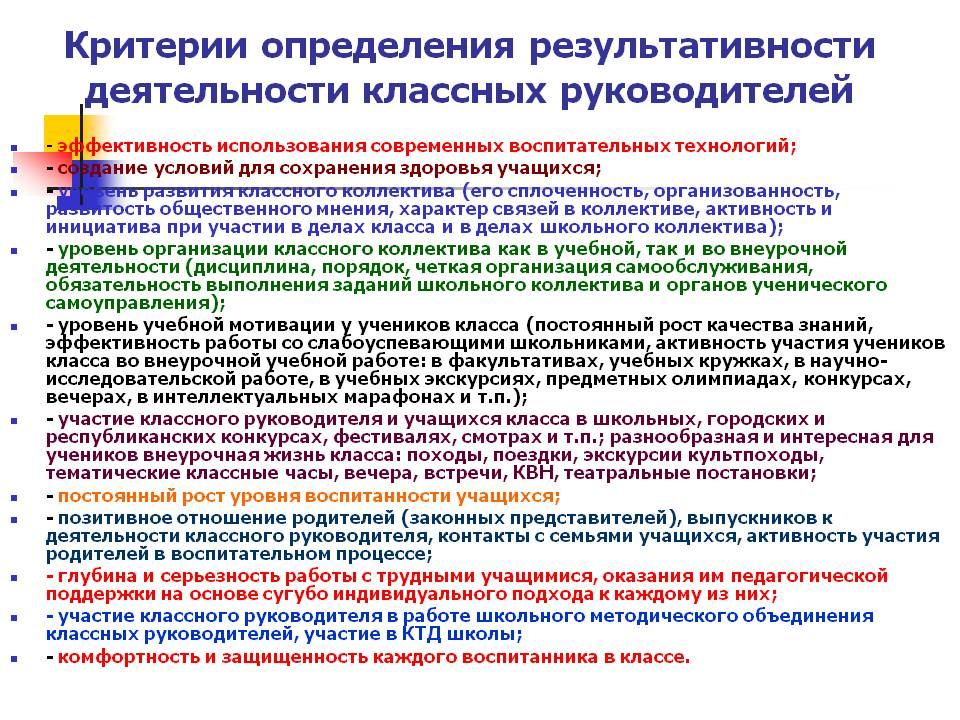 Критерии определения результативности
деятельности классных руководителей
- эффективность использования современных воспитательных технологий;
- создание условий для сохранения здоровья учащихся;
- уровень развития классного коллектива (его сплоченность, организованность,
развитость общественного мнения, характер связей в коллективе, активность и
инициатива при участии в делах класса и в делах школьного коллектива);
- уровень организации классного коллектива как в учебной, так и во внеурочной
деятельности (дисциплина, порядок, четкая организация самообслуживания,
обязательность выполнения заданий школьного коллектива и органов ученического
самоуправления);
- уровень учебной мотивации у учеников класса (постоянный рост качества знаний,
эффективность работы со слабоуспевающими школьниками, активность участия учеников
класса во внеурочной учебной работе: в факультативах, учебных кружках, в научно-
исследовательской работе, в учебных экскурсиях, предметных олимпиадах, конкурсах,
вечерах, в интеллектуальных марафонах и т.п.);
- участие классного руководителя и учащихся класса в школьных, городских и
республиканских конкурсах, фестивалях, смотрах и т.п.; разнообразная и интересная для
учеников внеурочная жизнь класса: походы, поездки, экскурсии культпоходы,
тематические классные часы, вечера, встречи, КВН, театральные постановки;
- постоянный рост уровня воспитанности учащихся;
- позитивное отношение родителей (законных представителей), выпускников к
деятельности классного руководителя, контакты с семьями учащихся, активность участия
родителей в воспитательном процессе;
- глубина и серьезность работы с трудными учащимися, оказания им педагогической
поддержки на основе сугубо индивидуального подхода к каждому из них;
- участие классного руководителя в работе школьного методического объединения
классных руководителей, участие в КТД школы;
- комфортность и защищенность каждого воспитанника в классе.